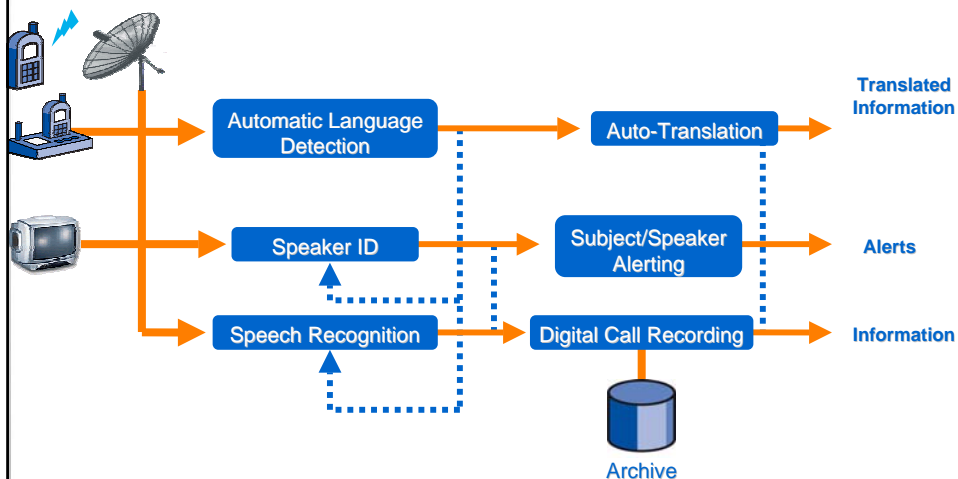 Translated
Information
Automatic Language
Detection
Auto-Translation
Speaker ID
Subject/Speaker
Alerting
Alerts
Speech Recognition
Digital Call Recording
Information
Archive